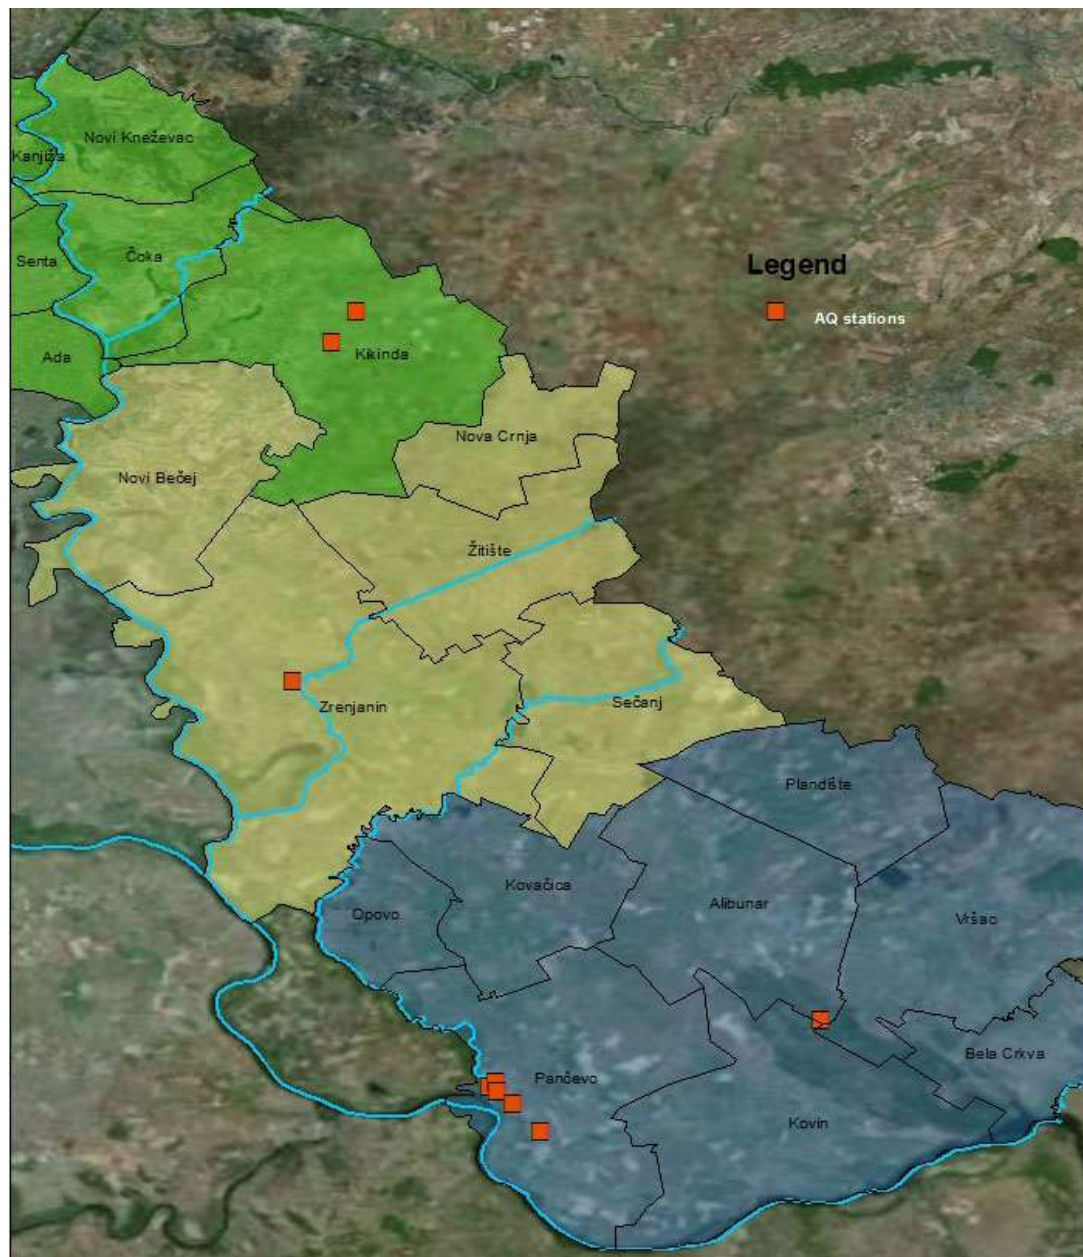 Novi Kneževac
Kanjiža
Čoka
Senta
Legend
AQ stations
Ada
Kikinda
Nova Crnja
Novi Bečej
Žitište
Zrenjanin
Sečanj
Plandište
Kovačica
Opovo
Alibunar
Vršac
Bela Crkva
Pančevo
Kovin